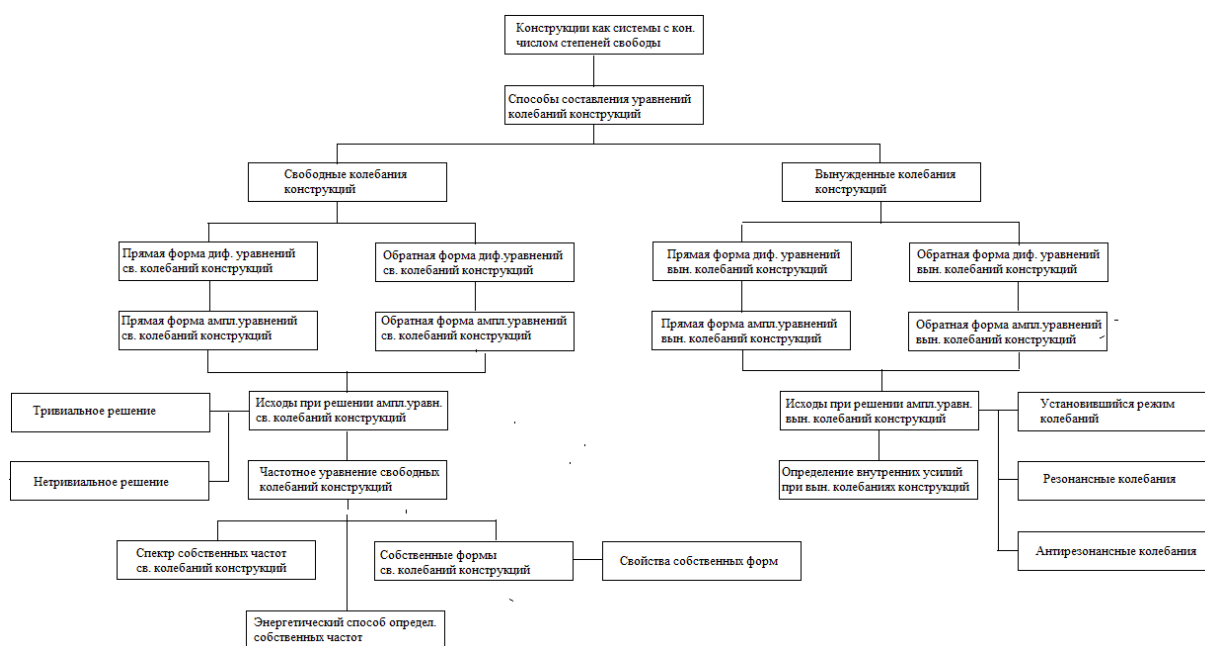 Конструкции как системы с кон.
числом степеней свободы
Способы составления уравнений
колебаний конструкций
Свободные колебания
конструкций
Вынужденные колебания
конструкций
Прямая форма диф. уравнений
св. колебаний конструкций
Обратная форма диф.уравнений
св. колебаний конструкций
Прямая форма диф. уравнений
вын. колебаний конструкций
Обратная форма диф. уравнений
вын. колебаний конструкций
Прямая форма ампл.уравнений
св. колебаний конструкций
Обратная форма ампл.уравнений
св. колебаний конструкций
Прямая форма ампл.уравнений
вын. колебаний конструкций
Обратная форма ампл.уравнений
вын. колебаний конструкций
Тривиальное решение
Исходы при решении ампл.уравн.
св. колебаний конструкций
Исходы при решении ампл.уравн.
вын. колебаний конструкций
Установившийся режим
колебаний
Нетривиальное решение
Частотное уравнение свободных
колебаний конструкций
Определение внутренних усилий
при вын. колебаниях конструкций
Резонансные колебания
Спектр собственных частот
св. колебаний конструкций
Собственные формы
св. колебаний конструкций
Свойства собственных форм
Антирезонансные колебания
Энергетический способ определ.
собственных частот